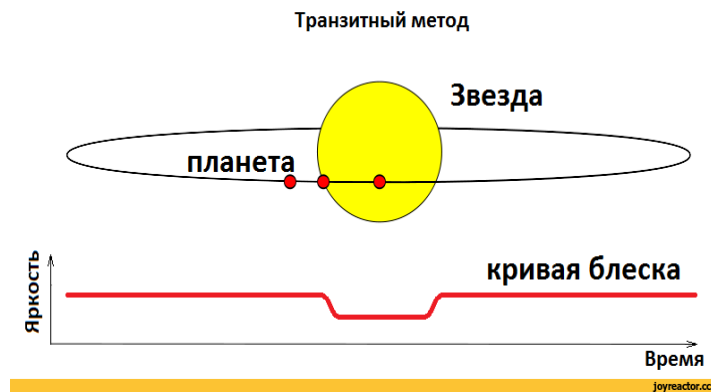 Транзитный метод
Звезда
планета
кривая блеска
Яркость
Время
joyreactor.cc